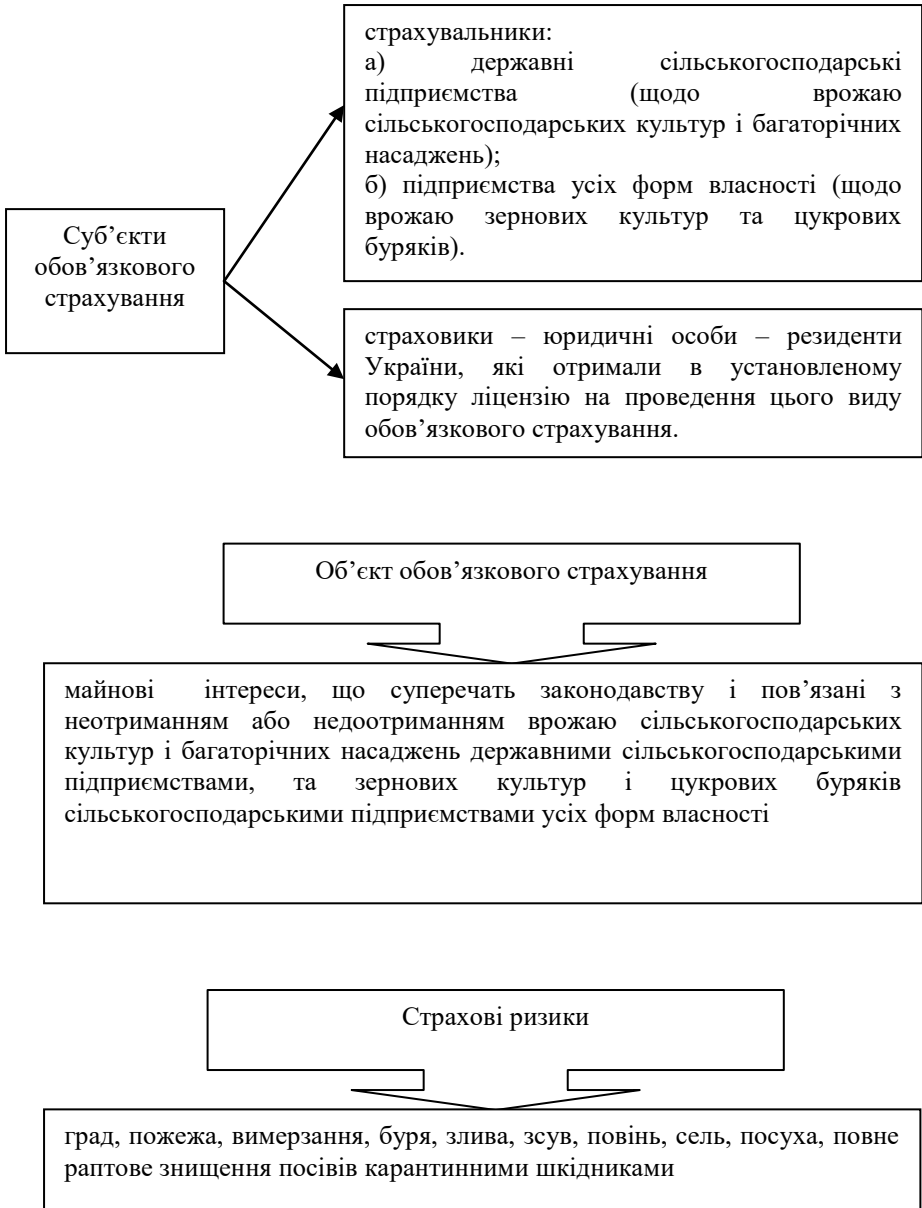 страхувальники:
а) державні сільськогосподарські
підприємства (щодо врожаю
сільськогосподарських культур і багаторічних
насаджень);
б) підприємства усіх форм власності (щодо
врожаю зернових культур та цукрових
буряків).
Суб’єкти
обов’язкового
страхування
страховики – юридичні особи – резиденти
України, які отримали в установленому
порядку ліцензію на проведення цього виду
обов’язкового страхування.
Об’єкт обов’язкового страхування
майнові інтереси, що суперечать законодавству і пов’язані з
неотриманням або недоотриманням врожаю сільськогосподарських
культур і багаторічних насаджень державними сільськогосподарськими
підприємствами, та зернових культур і цукрових буряків
сільськогосподарськими підприємствами усіх форм власності
Страхові ризики
град, пожежа, вимерзання, буря, злива, зсув, повінь, сель, посуха, повне
раптове знищення посівів карантинними шкідниками